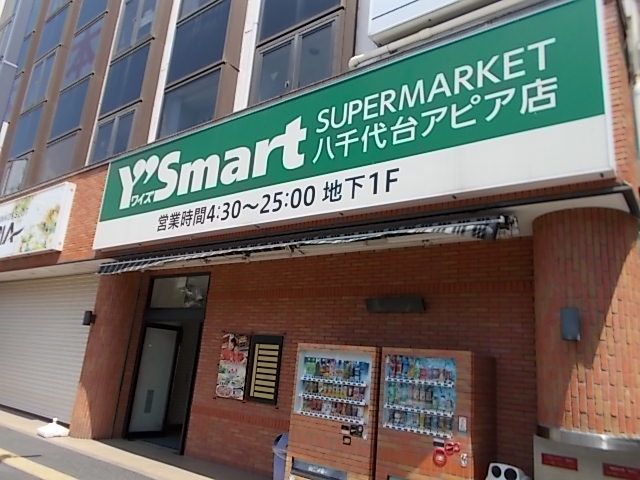 Y'sSmart
ワイズ
SUPERMARKET
八千代台アピア店
営業時間4:30～25:00 地下1F